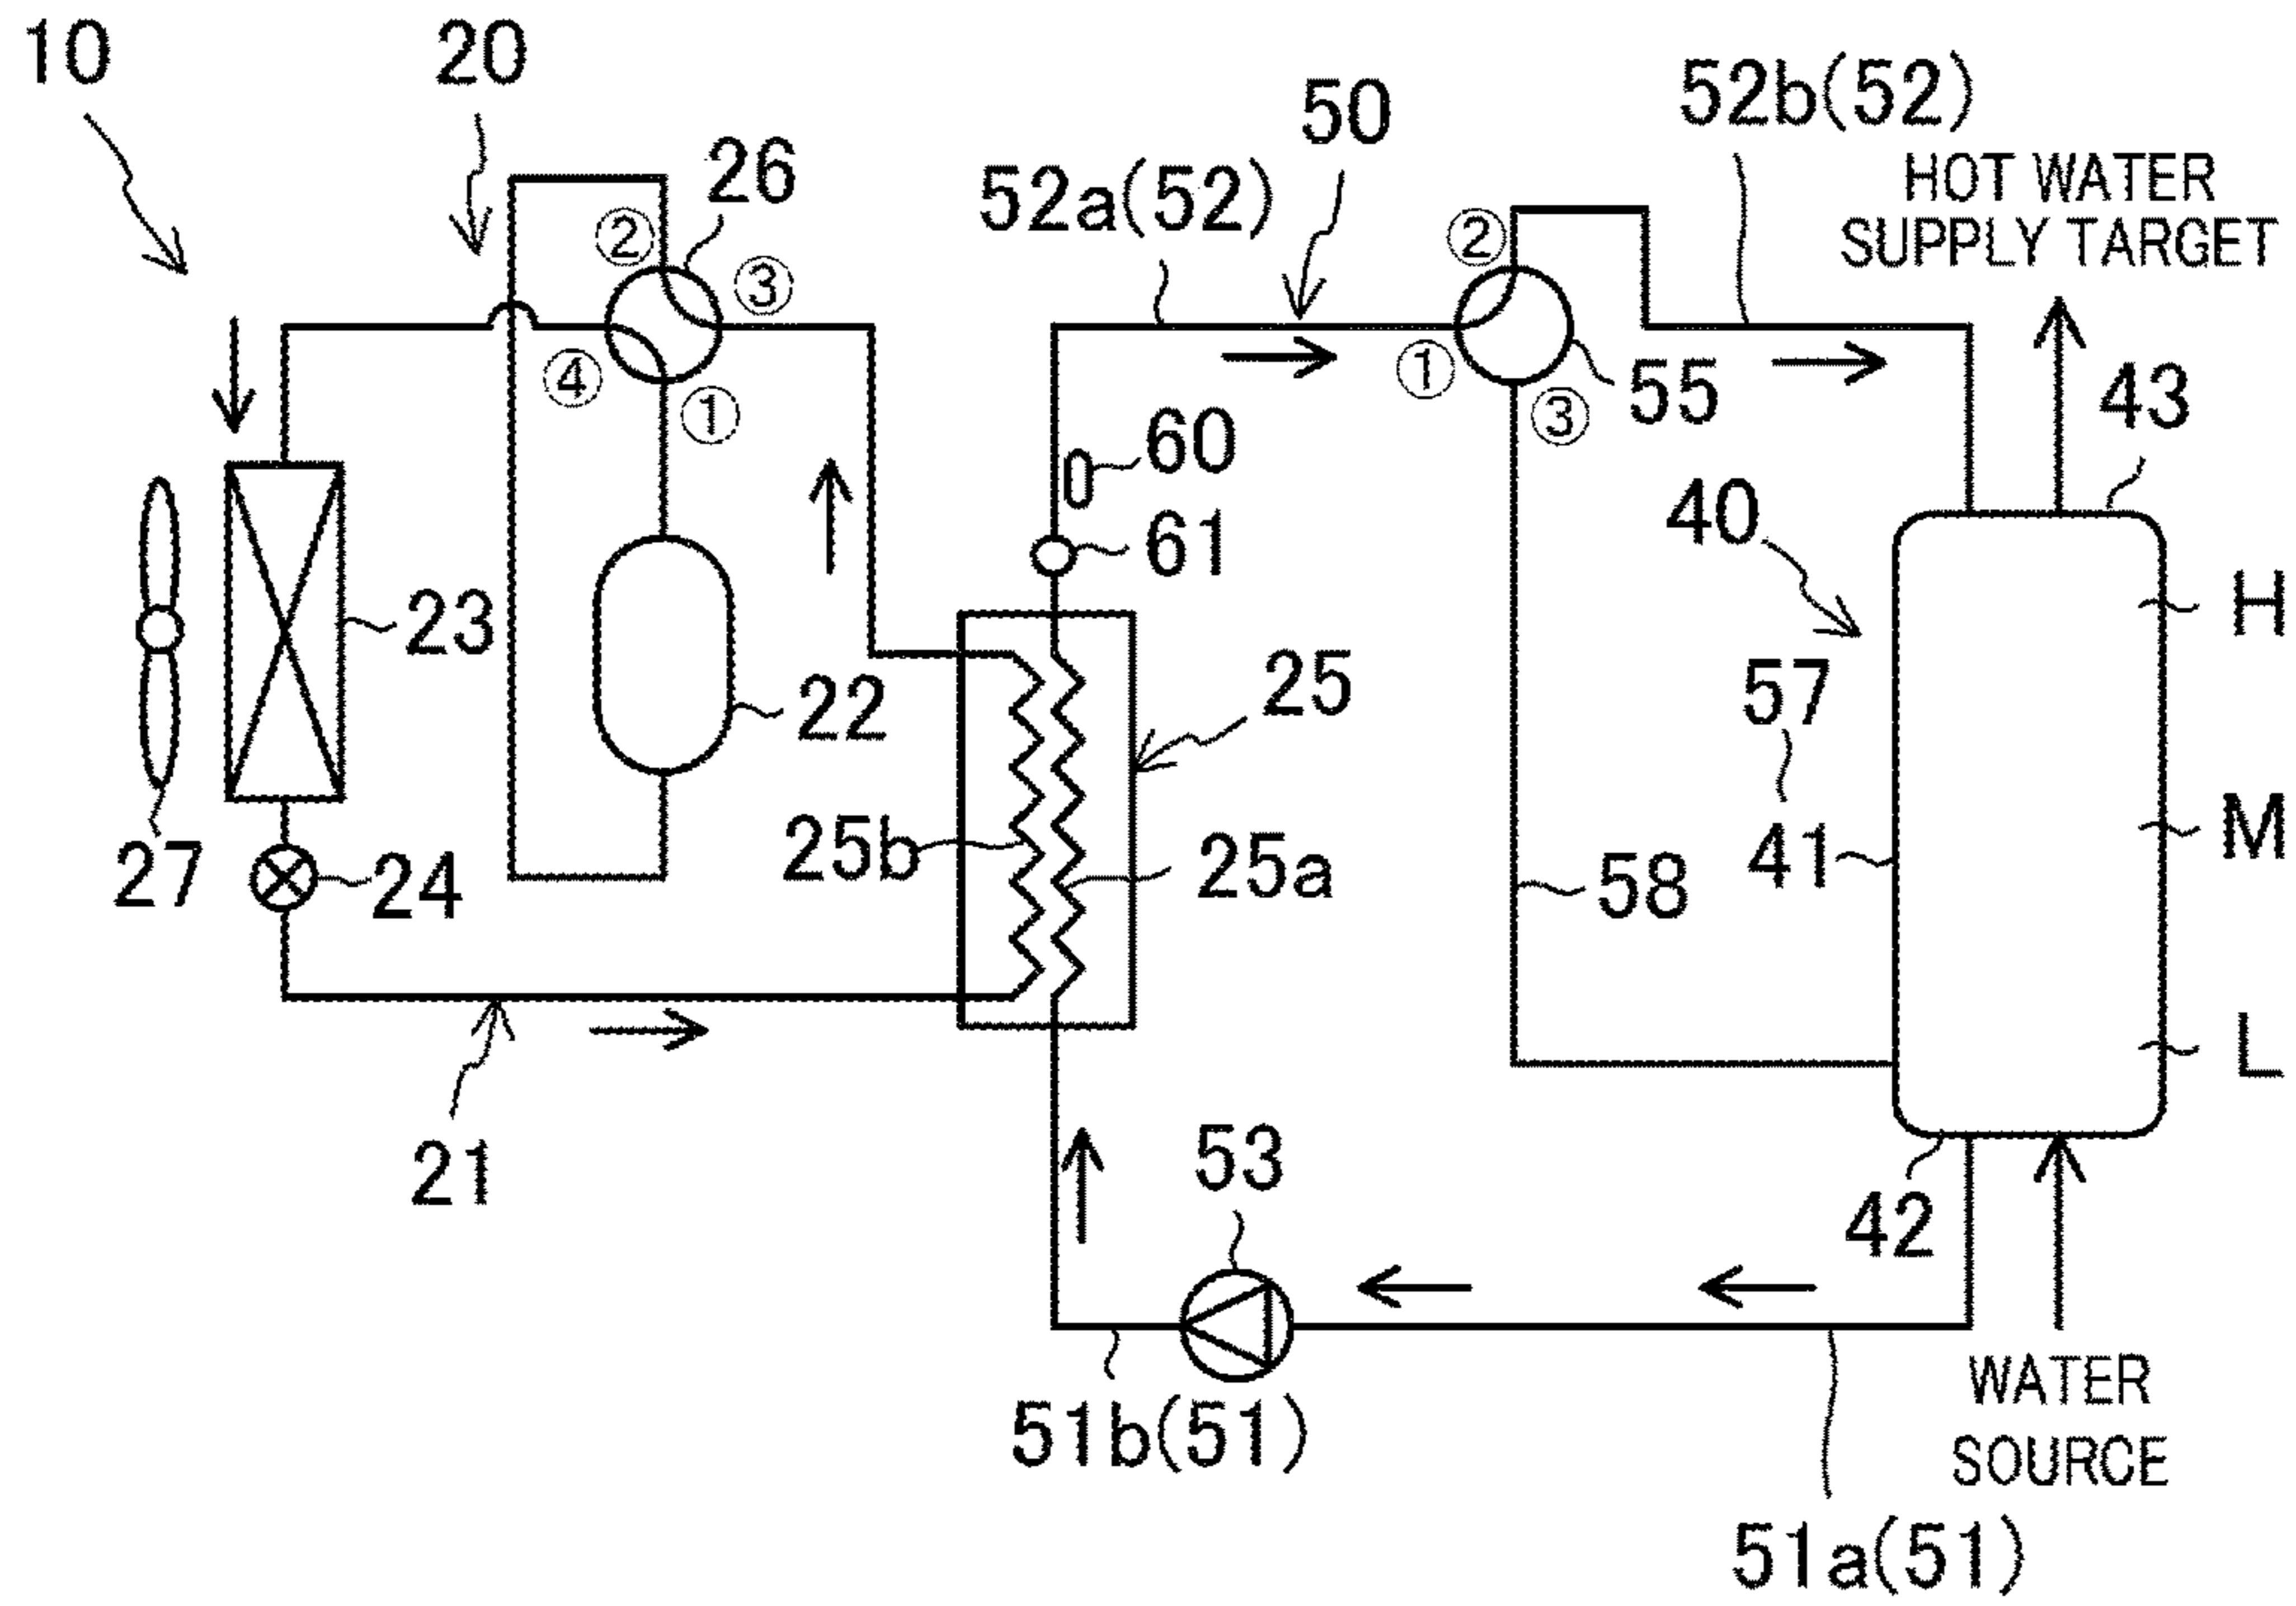 10
20
50
52b(52)
HOT WATER
SUPPLY TARGET
26
52a(52)
②
③
④
①
②
①
③
55
43
60
61
40
H
23
22
25
57
25b
25a
41
M
27
24
58
L
21
53
42
WATER
SOURCE
51b(51)
51a(51)